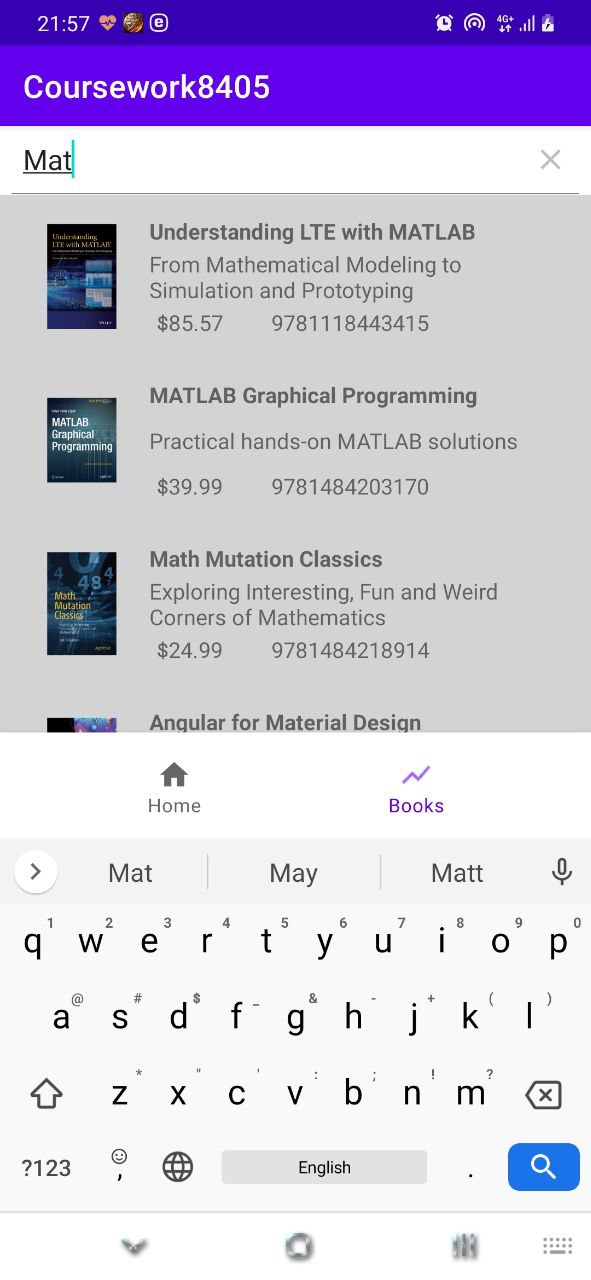 21:57
4G+
Coursework8405
Mat
Understanding LTE with MATLAB
From Mathematical Modeling to
Simulation and Prototyping
$85.57 9781118443415
MATLAB Graphical Programming
Practical hands-on MATLAB solutions
$39.99 9781484203170
Math Mutation Classics
Exploring Interesting, Fun and Weird
Corners of Mathematics
$24.99 9781484218914
Angular for Material Design
Understanding
LTE with MATLAB
MATLAB
Graphical
Programming
Math
Mutation
Classics
Home Books
Mat May Matt
1 2 3 4 5 6 7 8 9 0
q w e r t y u i o p
@ # $ _ & - + ( )
a s d f g h j k l
* " ' : ; ! ?
z x c v b n m
?123 , English .